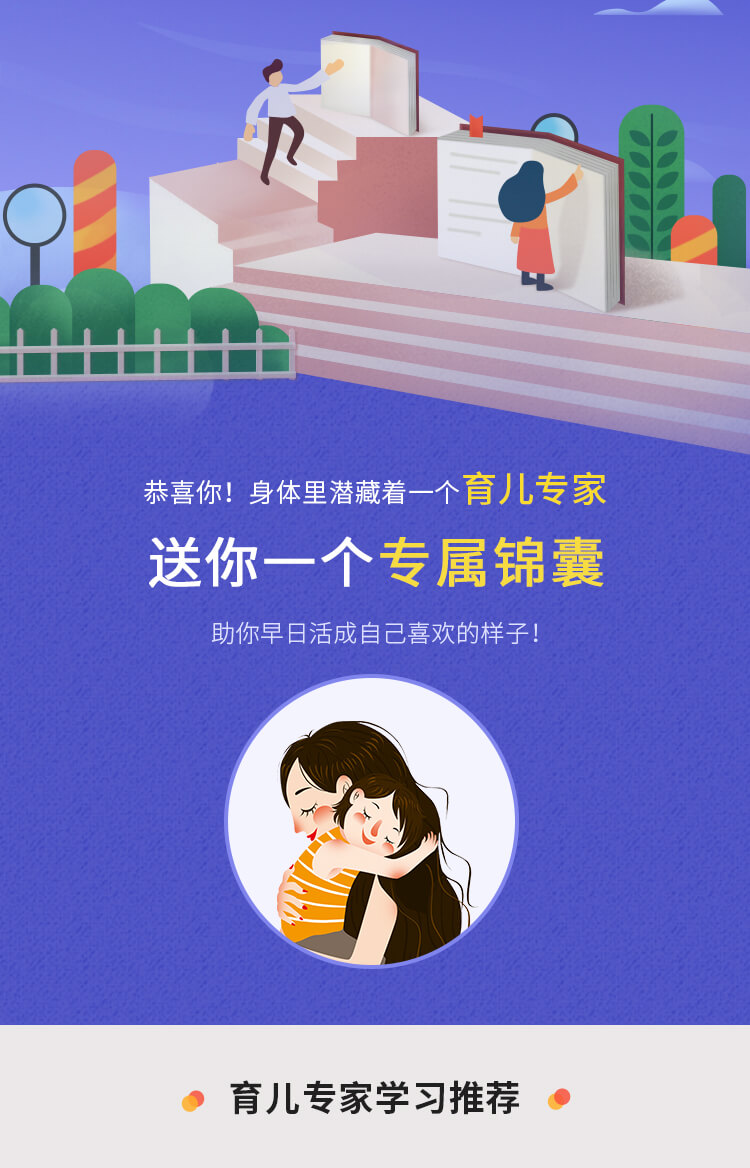 恭喜你！身体里潜藏着一个育儿专家
送你一个专属锦囊
助你早日活成自己喜欢的样子！
育儿专家学习推荐